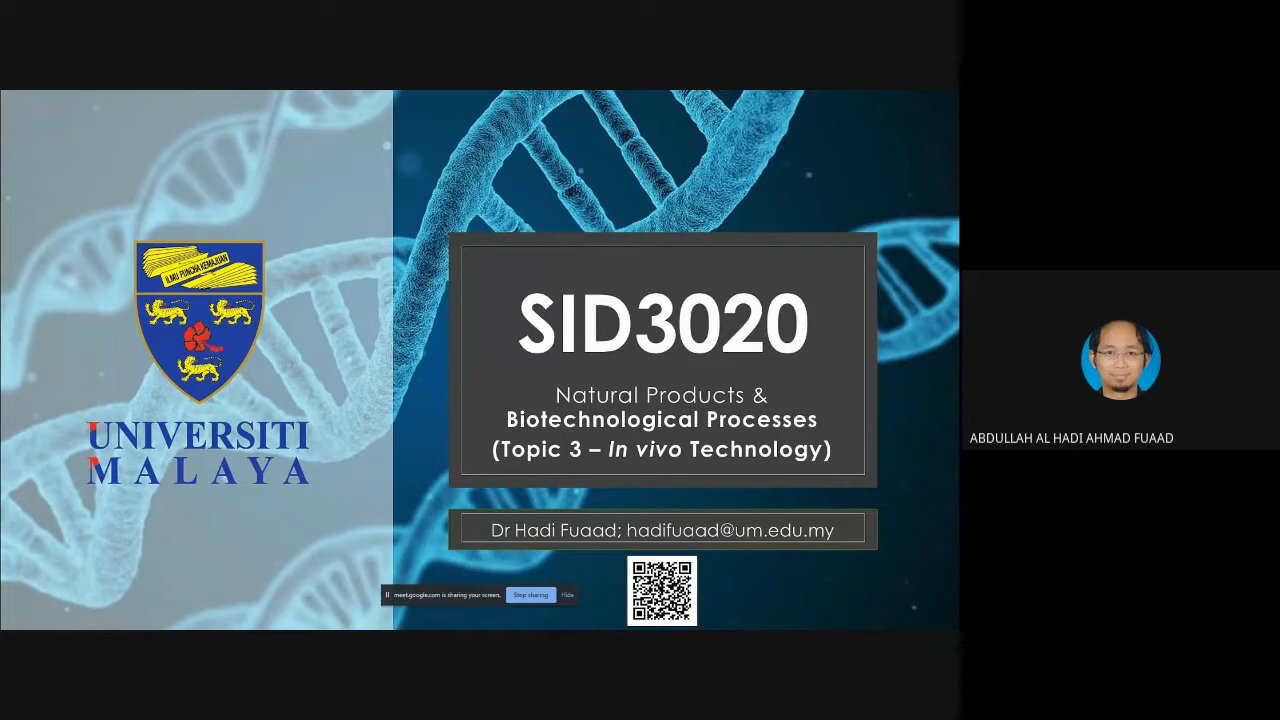 ILMU PUNCHA KEMAJUAN
UNIVERSITI
MALAYA
SID3020
Natural Products &
Biotechnological Processes
(Topic 3 – In vivo Technology)
Dr Hadi Fuaad; hadifuaad@um.edu.my
meet.google.com is sharing your screen.
Stop sharing
Hide
ABDULLAH AL HADI AHMAD FUAAD